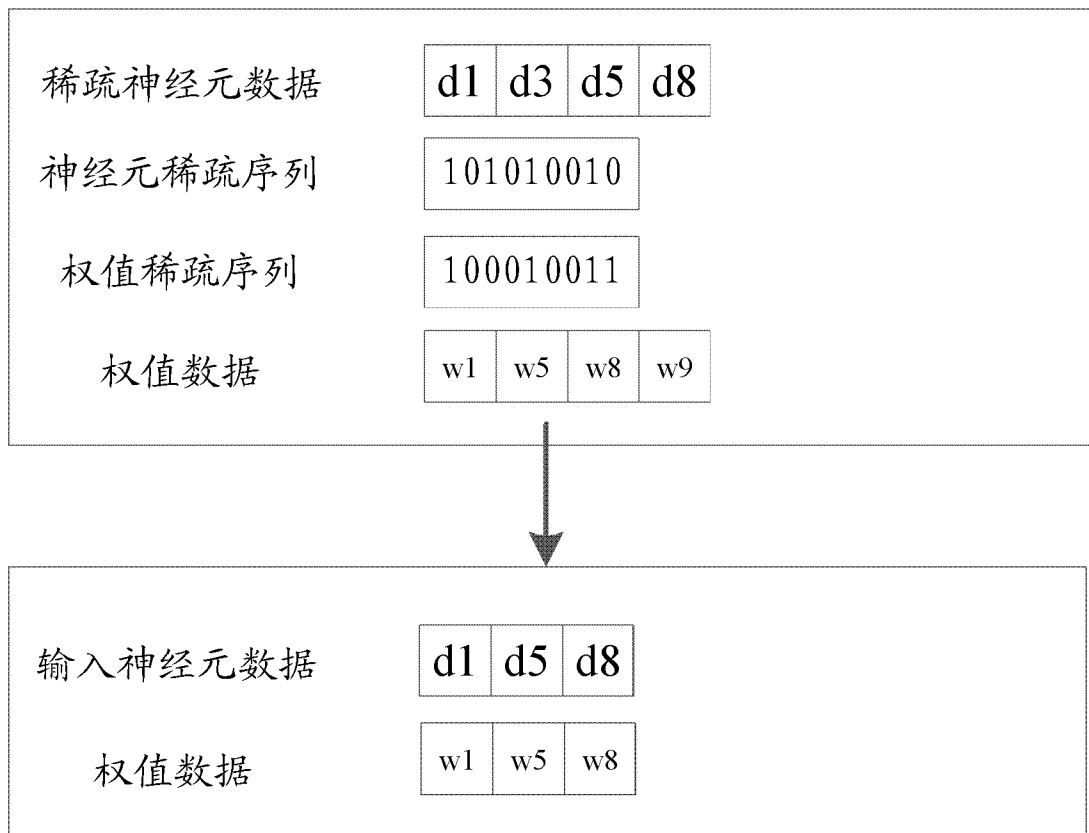 稀疏神经元数据 d1 d3 d5 d8
神经元稀疏序列 101010010
权值稀疏序列 100010011
权值数据 w1 w5 w8 w9
输入神经元数据 d1 d5 d8
权值数据 w1 w5 w8